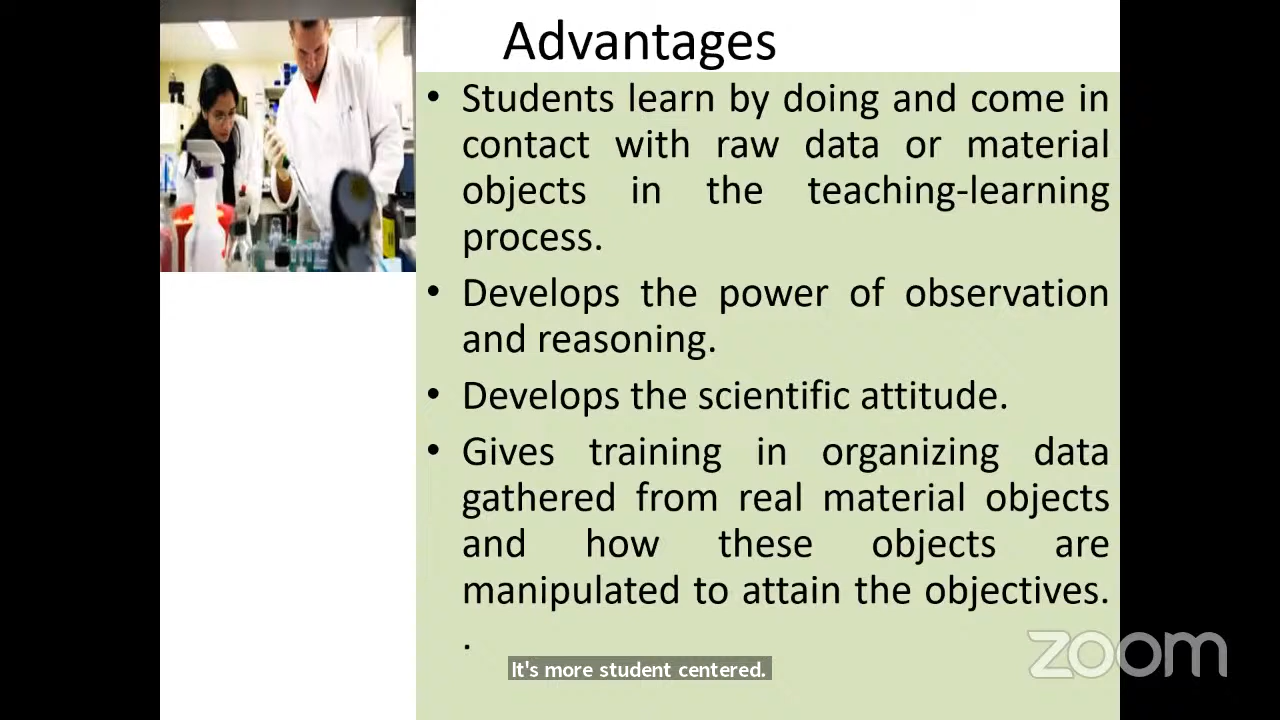 Advantages
• Students learn by doing and come in
contact with raw data or material
objects in the teaching-learning
process.
• Develops the power of observation
and reasoning.
• Develops the scientific attitude.
• Gives training in organizing data
gathered from real material objects
and how these objects are
manipulated to attain the objectives.
.
It's more student centered.
zoom